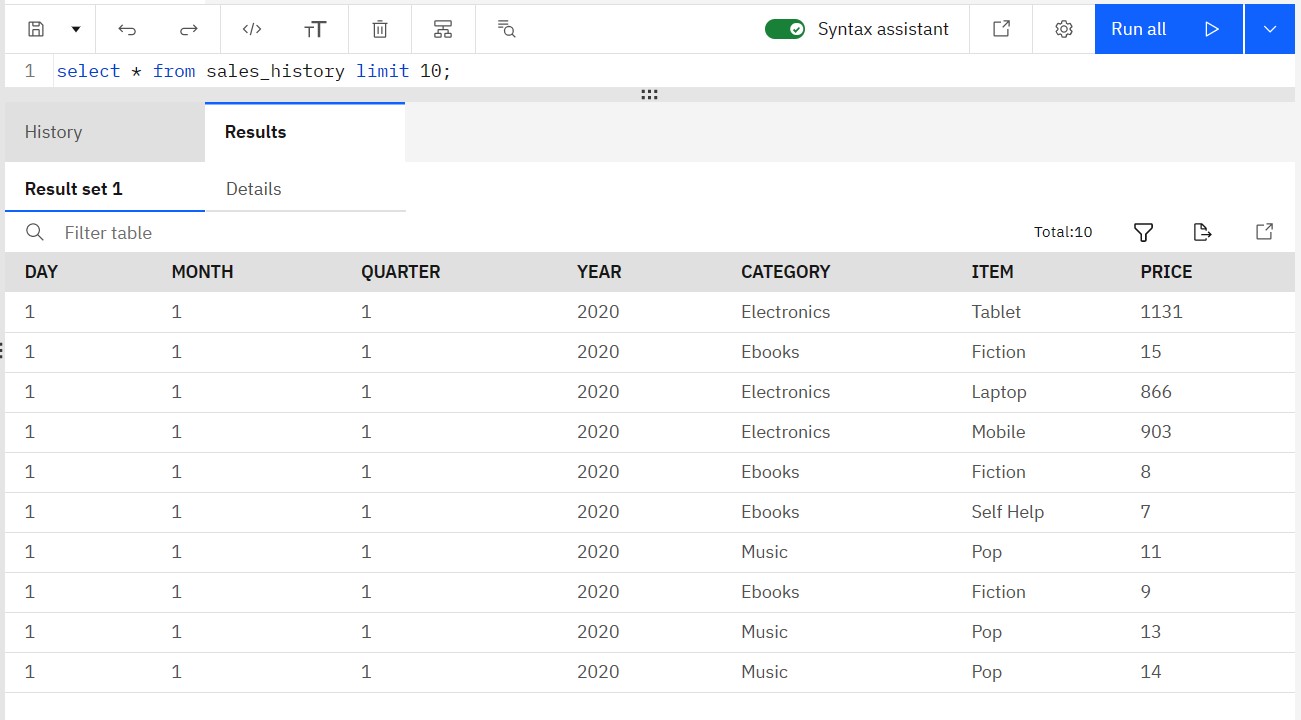 Syntax assistant Run all
1 select * from sales_history limit 10;
History Results
Result set 1 Details
Filter table Total:10
DAY MONTH QUARTER YEAR CATEGORY ITEM PRICE
1 1 1 2020 Electronics Tablet 1131
1 1 1 2020 Ebooks Fiction 15
1 1 1 2020 Electronics Laptop 866
1 1 1 2020 Electronics Mobile 903
1 1 1 2020 Ebooks Fiction 8
1 1 1 2020 Ebooks Self Help 7
1 1 1 2020 Music Pop 11
1 1 1 2020 Ebooks Fiction 9
1 1 1 2020 Music Pop 13
1 1 1 2020 Music Pop 14